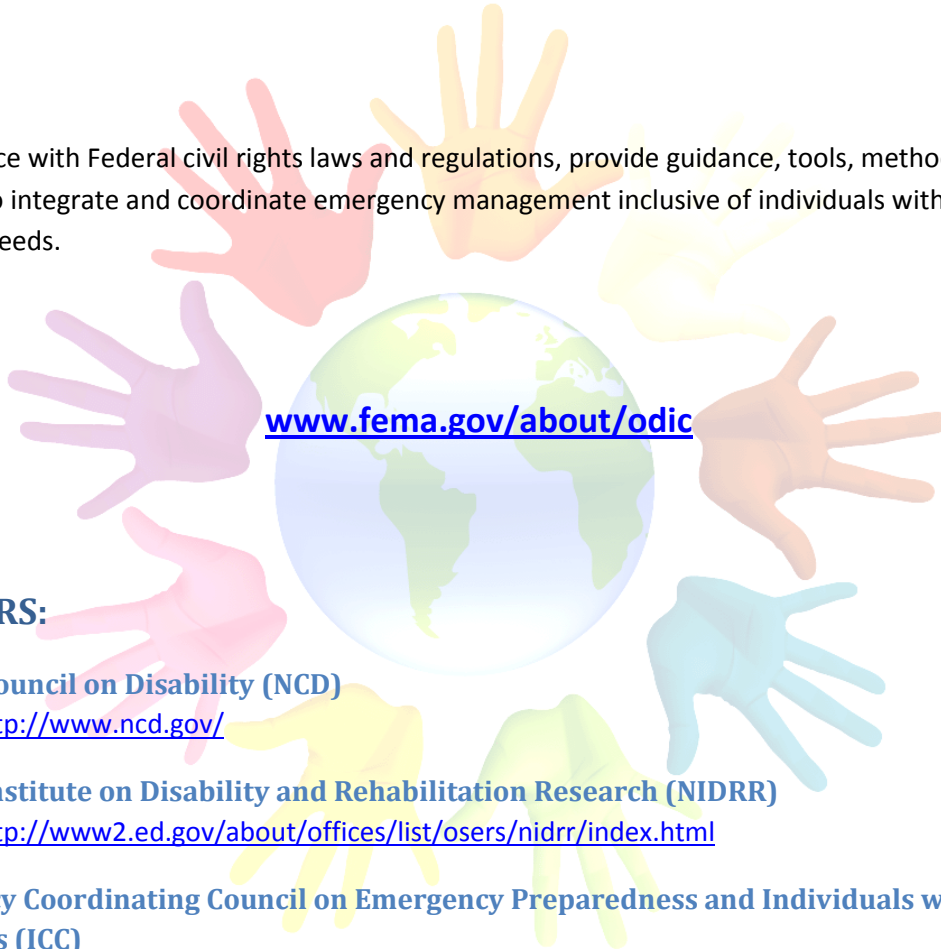 ce with Federal civil rights laws and regulations, provide guidance, tools, metho
o integrate and coordinate emergency management inclusive of individuals with
eeds.
www.fema.gov/about/odic
RS:
ouncil on Disability (NCD)
tp://www.ncd.gov/
nstitute on Disability and Rehabilitation Research (NIDRR)
tp://www2.ed.gov/about/offices/list/osers/nidrr/index.html
cy Coordinating Council on Emergency Preparedness and Individuals w
s (ICC)